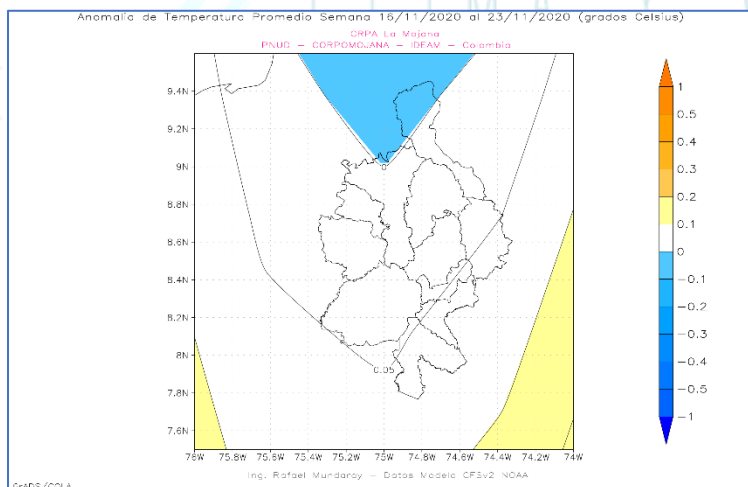 Anomalía de Temperatura Promedio Semana 16/11/2020 al 23/11/2020 (grados Celsius)
CRPA La Mojana
PNUD – CORPOMOJANA – IDEAM – Colombia
9.4N
9.2N
9N
8.8N
8.6N
8.4N
8.2N
8N
7.8N
7.6N
0
0.05
76W 75.8W 75.6W 75.4W 75.2W 75W 74.8W 74.6W 74.4W 74.2W 74W
1
0.5
0.4
0.3
0.2
0.1
0
-0.1
-0.2
-0.3
-0.4
-0.5
-1
Ing. Rafael Mundaray – Datos Modelo CFSv2 NOAA
GrADS/COLA